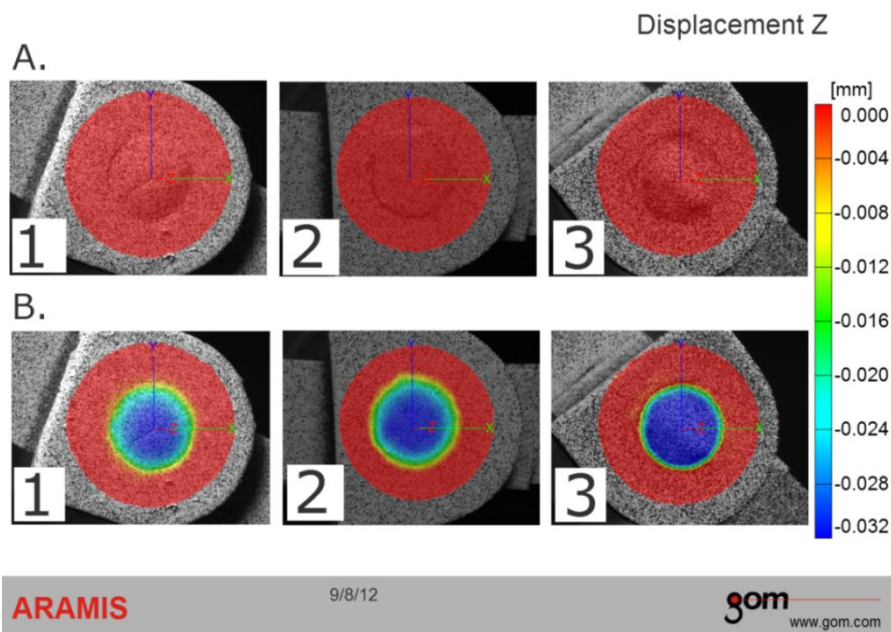 Displacement Z
A.
[mm]
0.000
-0.004
-0.008
-0.012
-0.016
-0.020
-0.024
-0.028
-0.032
Y
Z
X
1
Y
Z
X
2
Y
Z
X
3
B.
Y
Z
X
1
Y
Z
X
2
Y
Z
X
3
ARAMIS
9/8/12
gom
www.gom.com